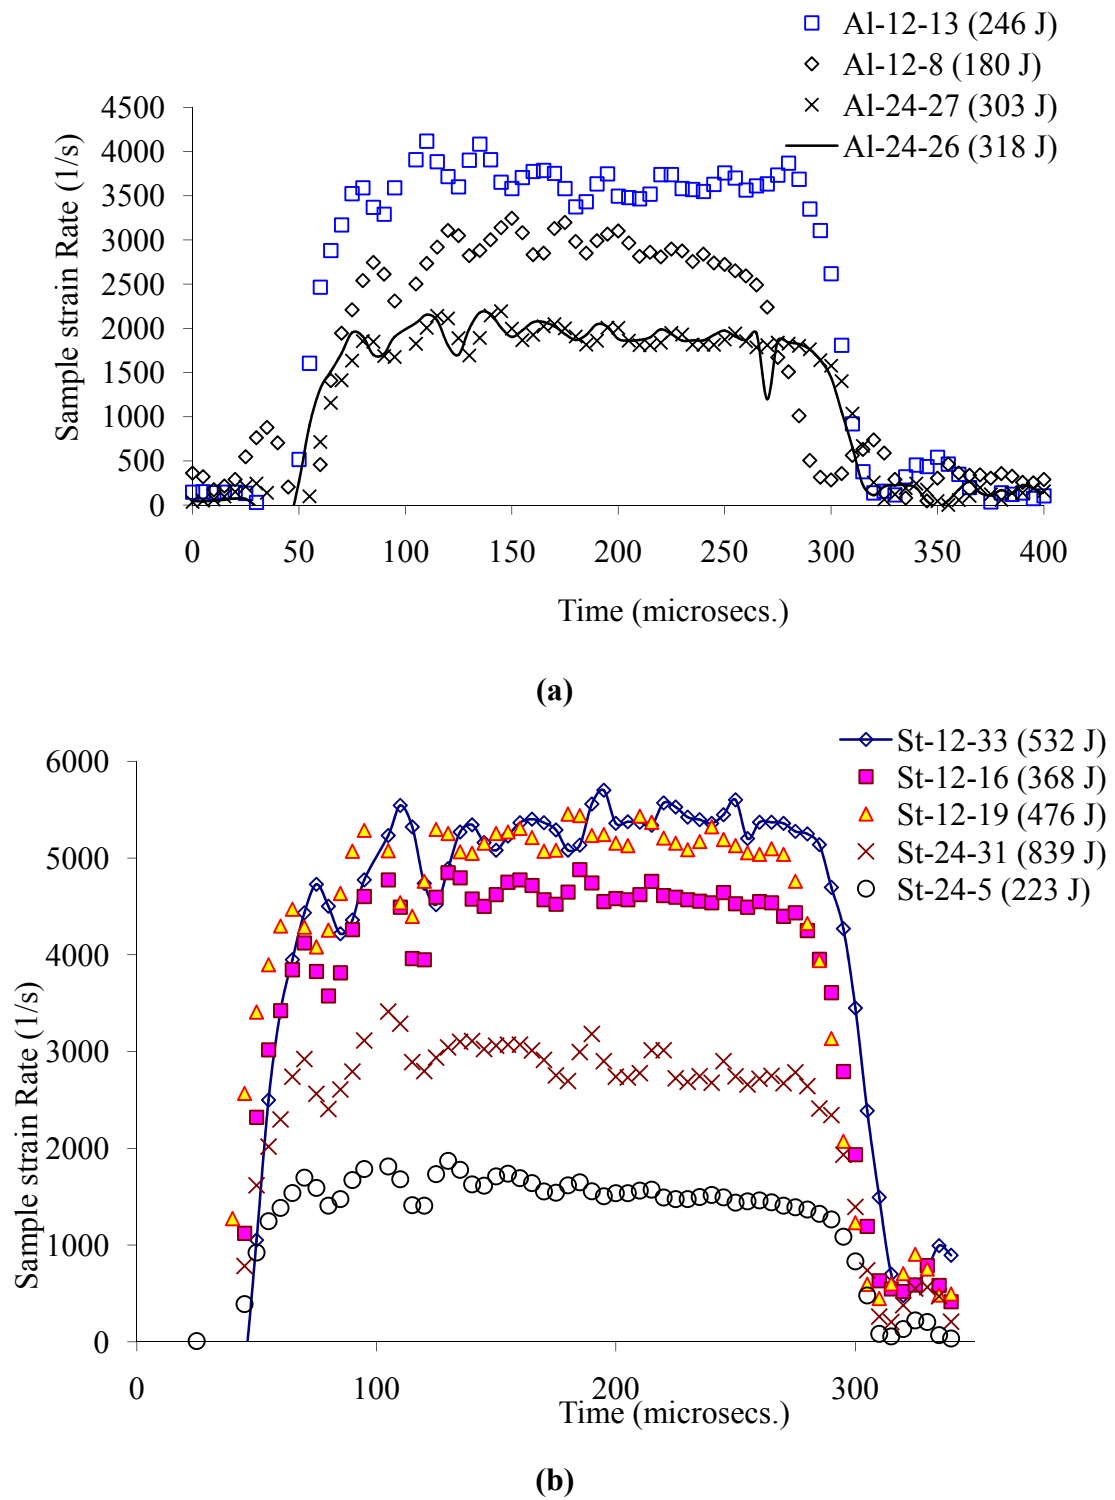 Al-12-13 (246 J)
Al-12-8 (180 J)
Al-24-27 (303 J)
Al-24-26 (318 J)
Sample strain Rate (1/s)
4500
4000
3500
3000
2500
2000
1500
1000
500
0
0 50 100 150 200 250 300 350 400
Time (microsecs.)
(a)
St-12-33 (532 J)
St-12-16 (368 J)
St-12-19 (476 J)
St-24-31 (839 J)
St-24-5 (223 J)
Sample strain Rate (1/s)
6000
5000
4000
3000
2000
1000
0
0 100 200 300
Time (microsecs.)
(b)